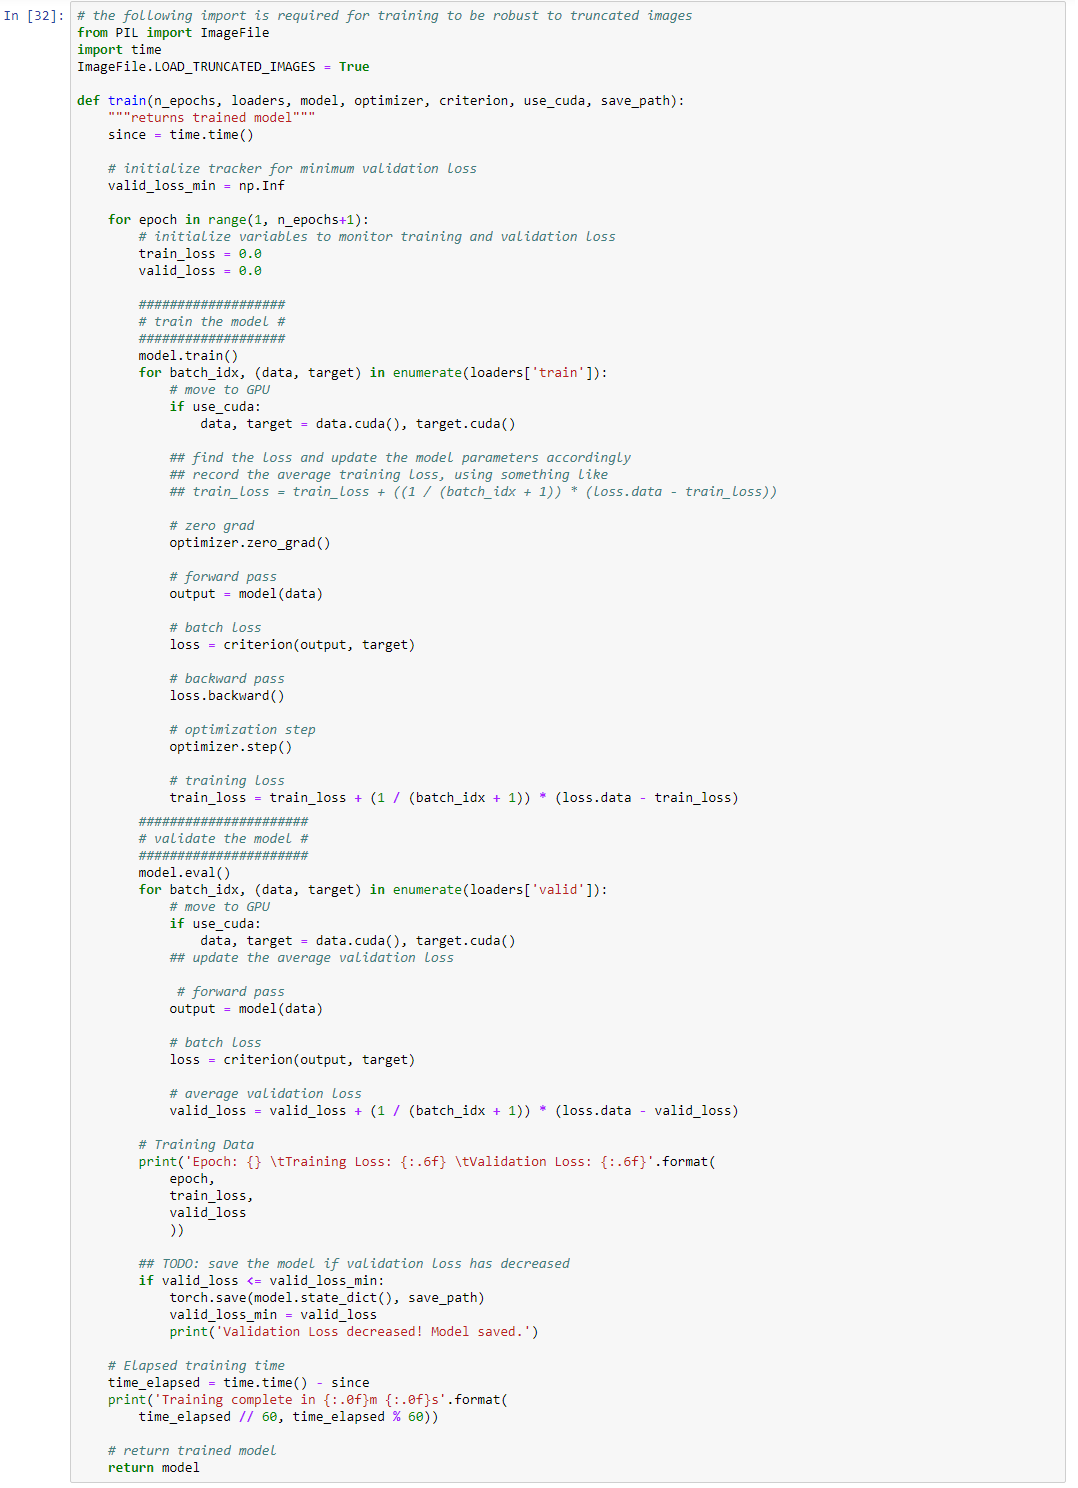 In [32]: # the following import is required for training to be robust to truncated images
from PIL import ImageFile
import time
ImageFile.LOAD_TRUNCATED_IMAGES = True

def train(n_epochs, loaders, model, optimizer, criterion, use_cuda, save_path):
    """returns trained model"""
    since = time.time()

    # initialize tracker for minimum validation loss
    valid_loss_min = np.Inf

    for epoch in range(1, n_epochs+1):
        # initialize variables to monitor training and validation loss
        train_loss = 0.0
        valid_loss = 0.0

        ###################
        # train the model #
        ###################
        model.train()
        for batch_idx, (data, target) in enumerate(loaders['train']):
            # move to GPU
            if use_cuda:
                data, target = data.cuda(), target.cuda()

            ## find the loss and update the model parameters accordingly
            ## record the average training loss, using something like
            ## train_loss = train_loss + ((1 / (batch_idx + 1)) * (loss.data - train_loss))

            # zero grad
            optimizer.zero_grad()

            # forward pass
            output = model(data)

            # batch loss
            loss = criterion(output, target)

            # backward pass
            loss.backward()

            # optimization step
            optimizer.step()

            # training loss
            train_loss = train_loss + (1 / (batch_idx + 1)) * (loss.data - train_loss)
        ######################
        # validate the model #
        ######################
        model.eval()
        for batch_idx, (data, target) in enumerate(loaders['valid']):
            # move to GPU
            if use_cuda:
                data, target = data.cuda(), target.cuda()
            ## update the average validation loss

             # forward pass
            output = model(data)

            # batch loss
            loss = criterion(output, target)

            # average validation loss
            valid_loss = valid_loss + (1 / (batch_idx + 1)) * (loss.data - valid_loss)

        # Training Data
        print('Epoch: {} \tTraining Loss: {:.6f} \tValidation Loss: {:.6f}'.format(
            epoch,
            train_loss,
            valid_loss
            ))

        ## TODO: save the model if validation loss has decreased
        if valid_loss <= valid_loss_min:
            torch.save(model.state_dict(), save_path)
            valid_loss_min = valid_loss
            print('Validation Loss decreased! Model saved.')

    # Elapsed training time
    time_elapsed = time.time() - since
    print('Training complete in {:.0f}m {:.0f}s'.format(
        time_elapsed // 60, time_elapsed % 60))

    # return trained model
    return model